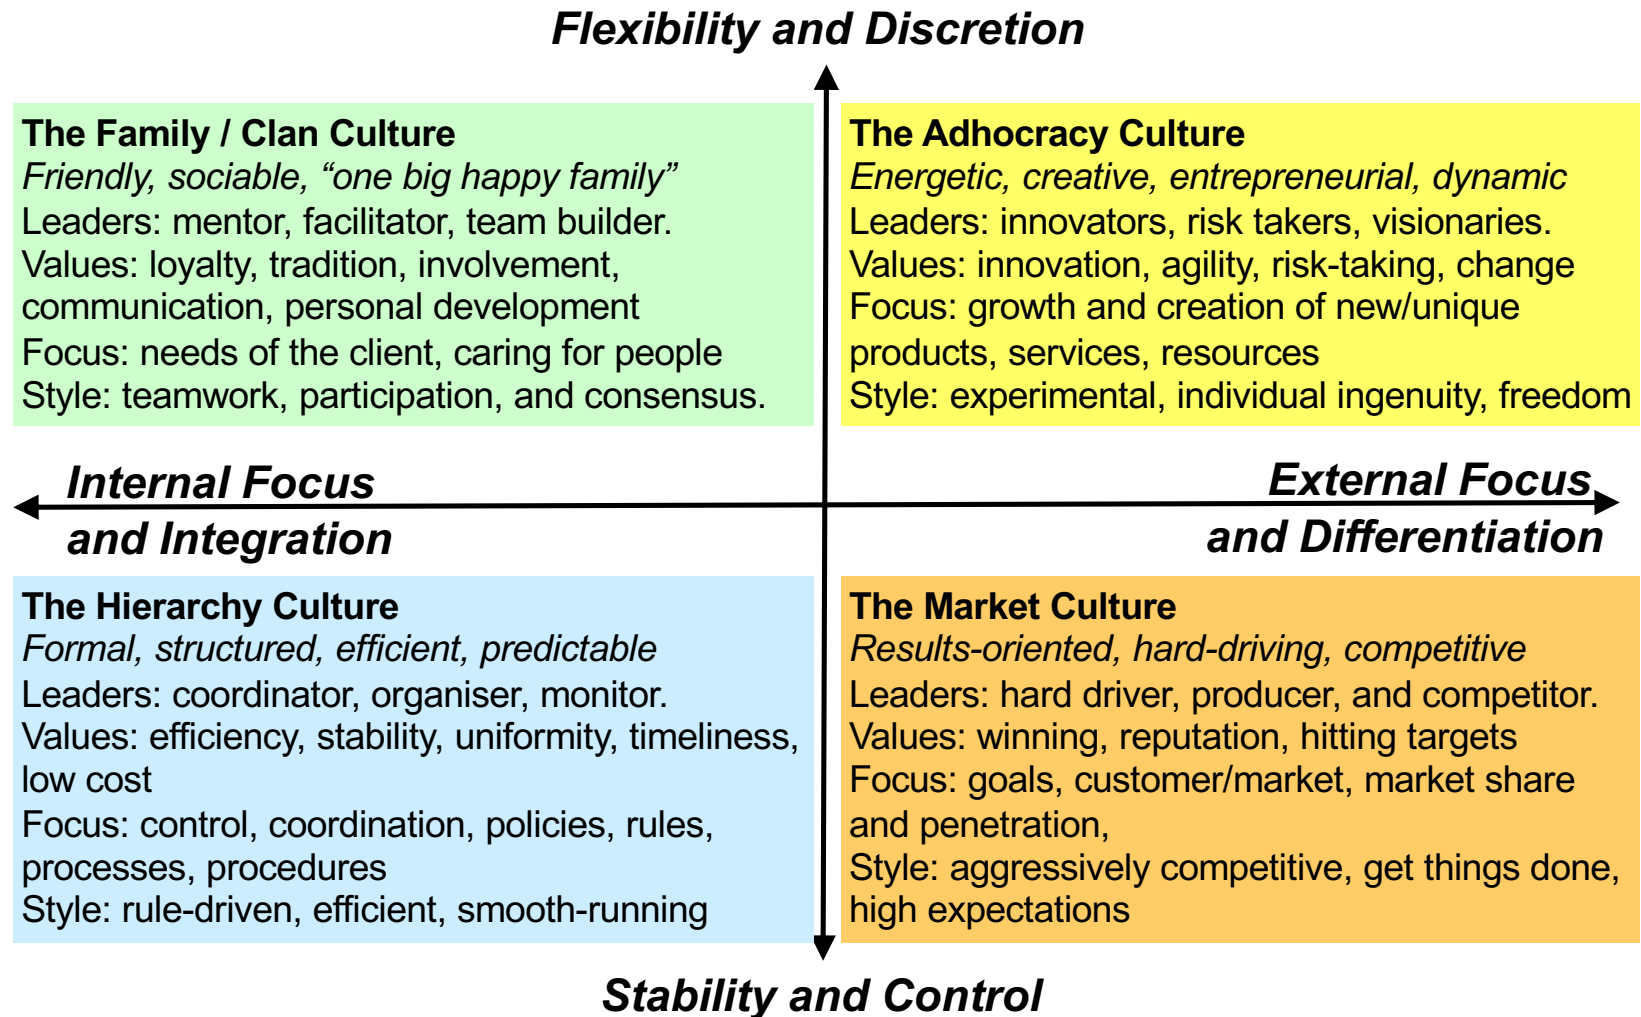 Flexibility and Discretion
The Family / Clan Culture
Friendly, sociable, “one big happy family”
Leaders: mentor, facilitator, team builder.
Values: loyalty, tradition, involvement,
communication, personal development
Focus: needs of the client, caring for people
Style: teamwork, participation, and consensus.
The Adhocracy Culture
Energetic, creative, entrepreneurial, dynamic
Leaders: innovators, risk takers, visionaries.
Values: innovation, agility, risk-taking, change
Focus: growth and creation of new/unique
products, services, resources
Style: experimental, individual ingenuity, freedom
Internal Focus
and Integration
External Focus
and Differentiation
The Hierarchy Culture
Formal, structured, efficient, predictable
Leaders: coordinator, organiser, monitor.
Values: efficiency, stability, uniformity, timeliness,
low cost
Focus: control, coordination, policies, rules,
processes, procedures
Style: rule-driven, efficient, smooth-running
The Market Culture
Results-oriented, hard-driving, competitive
Leaders: hard driver, producer, and competitor.
Values: winning, reputation, hitting targets
Focus: goals, customer/market, market share
and penetration,
Style: aggressively competitive, get things done,
high expectations
Stability and Control